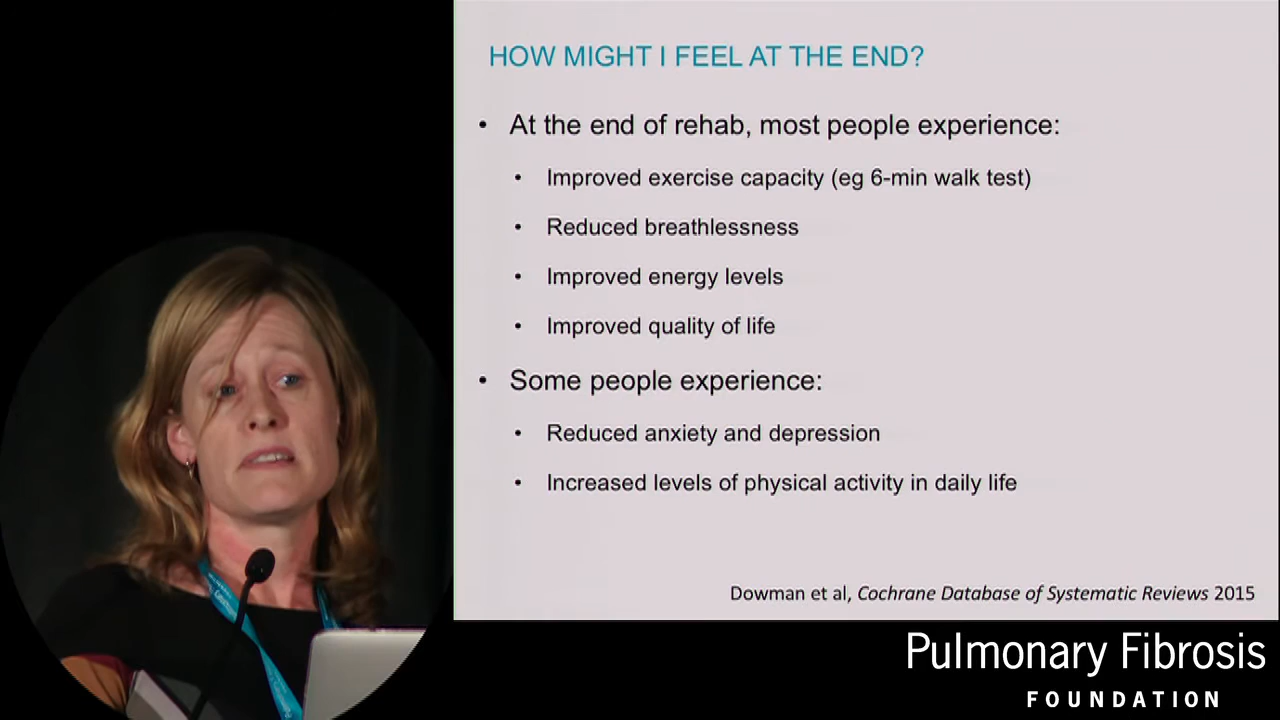 HOW MIGHT I FEEL AT THE END?
• At the end of rehab, most people experience:
• Improved exercise capacity (eg 6-min walk test)
• Reduced breathlessness
• Improved energy levels
• Improved quality of life
• Some people experience:
• Reduced anxiety and depression
• Increased levels of physical activity in daily life
Dowman et al, Cochrane Database of Systematic Reviews 2015
Pulmonary Fibrosis
FOUNDATION